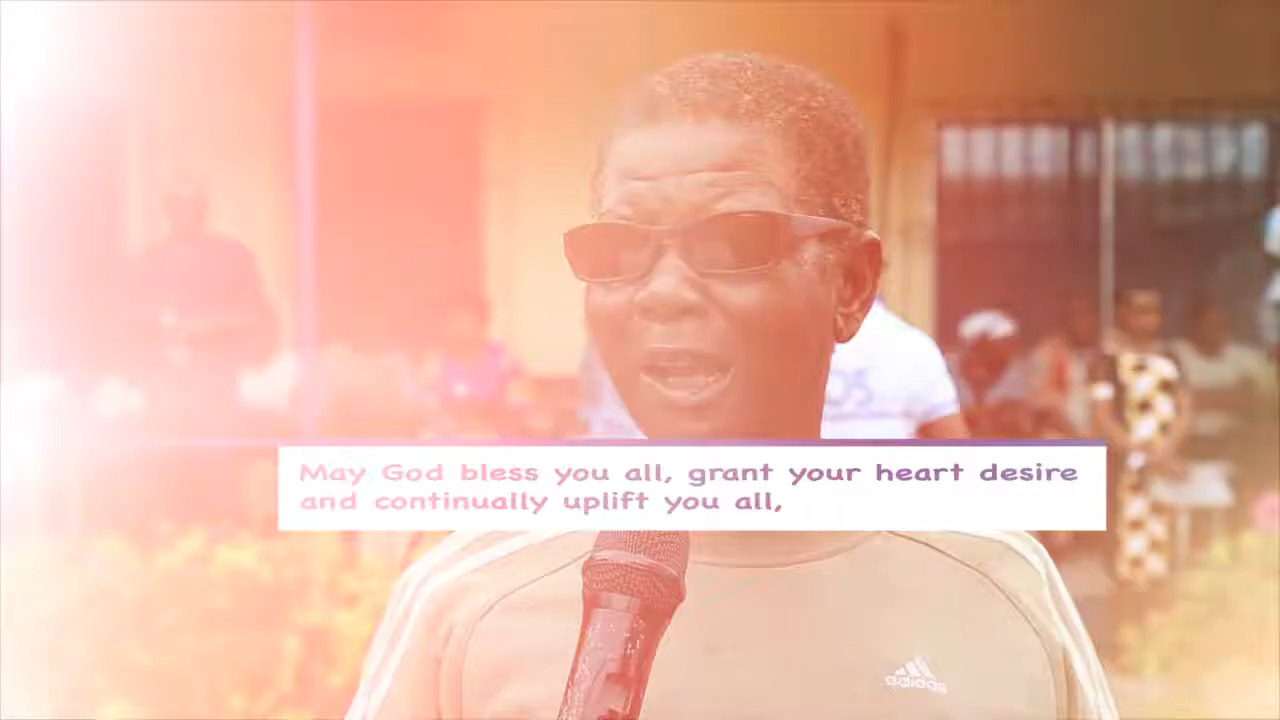 May God bless you all, grant your heart desire
and continually uplift you all,
adidas